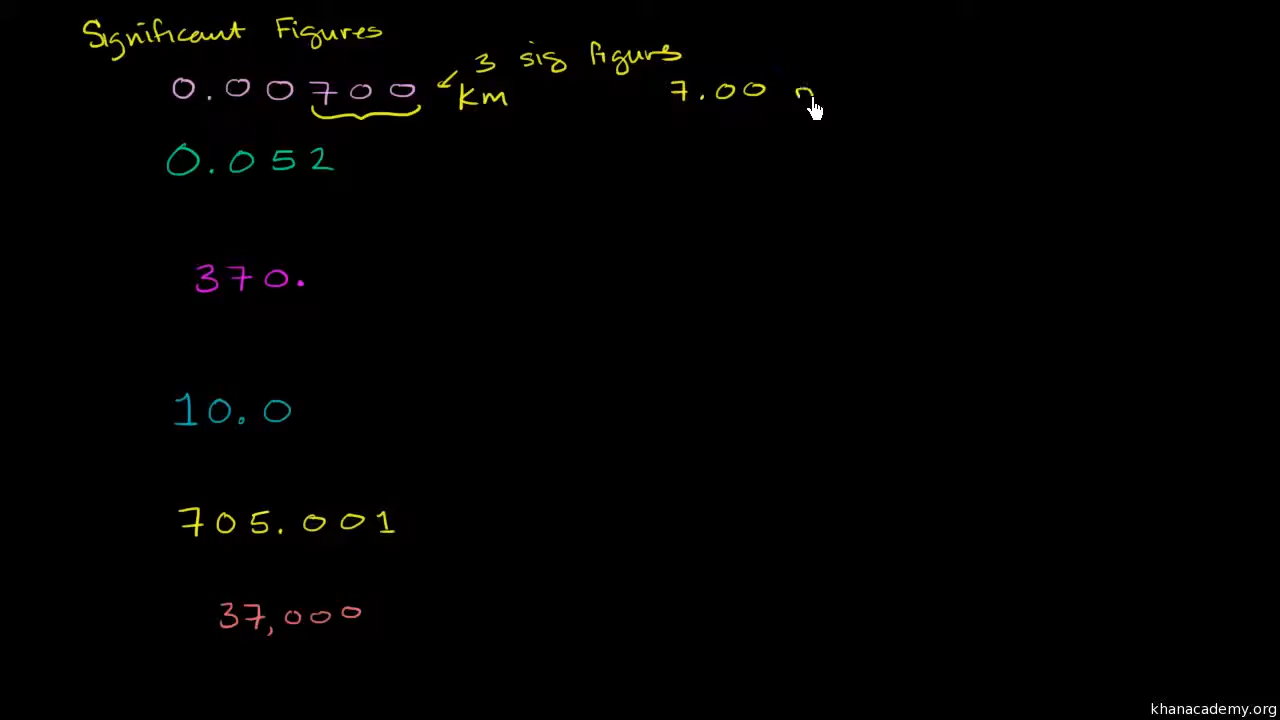 Significant Figures
0.00700 km 3 sig figures 7.00
0.052
370.
10.0
705.001
37,000
khanacademy.org